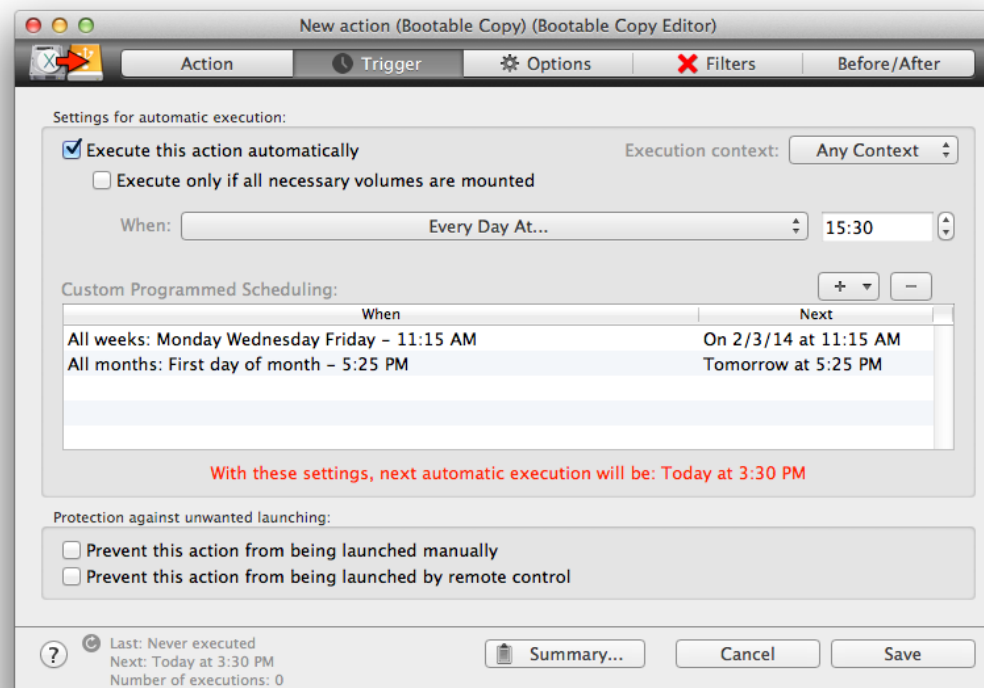 New action (Bootable Copy) (Bootable Copy Editor)
Action Trigger Options Filters Before/After
Settings for automatic execution:
Execute this action automatically Execution context: Any Context
Execute only if all necessary volumes are mounted
When: Every Day At... 15:30
Custom Programmed Scheduling: + −
When Next
All weeks: Monday Wednesday Friday – 11:15 AM On 2/3/14 at 11:15 AM
All months: First day of month – 5:25 PM Tomorrow at 5:25 PM
With these settings, next automatic execution will be: Today at 3:30 PM
Protection against unwanted launching:
Prevent this action from being launched manually
Prevent this action from being launched by remote control
? Last: Never executed
Next: Today at 3:30 PM
Number of executions: 0
Summary... Cancel Save